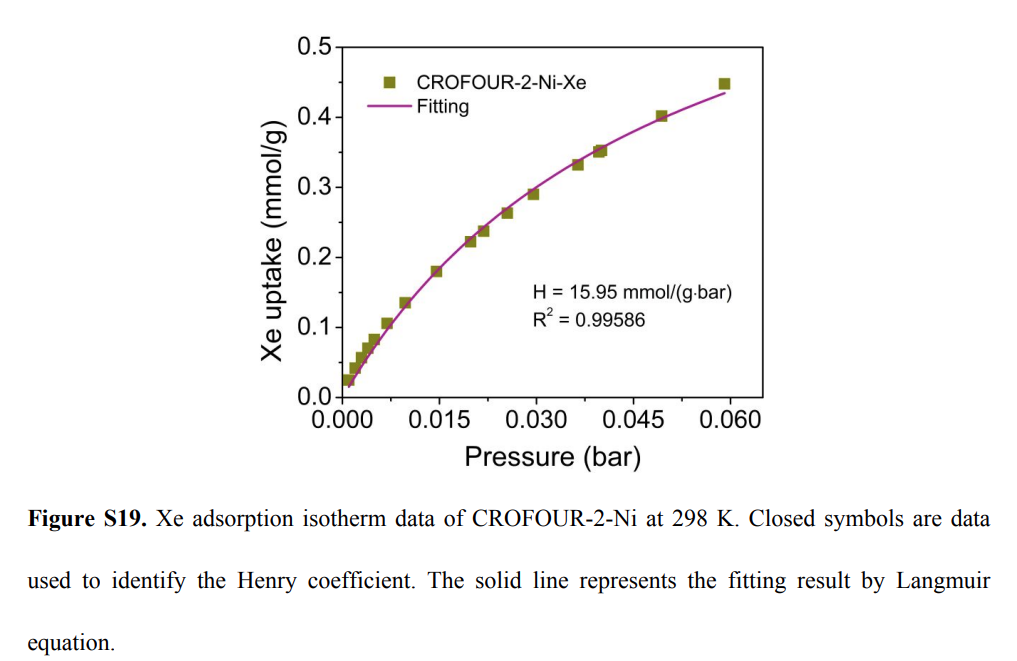 0.5
0.4
0.3
0.2
0.1
0.0
Xe uptake (mmol/g)
CROFOUR-2-Ni-Xe
Fitting
H = 15.95 mmol/(g·bar)
R² = 0.99586
0.000 0.015 0.030 0.045 0.060
Pressure (bar)
Figure S19. Xe adsorption isotherm data of CROFOUR-2-Ni at 298 K. Closed symbols are data
used to identify the Henry coefficient. The solid line represents the fitting result by Langmuir
equation.